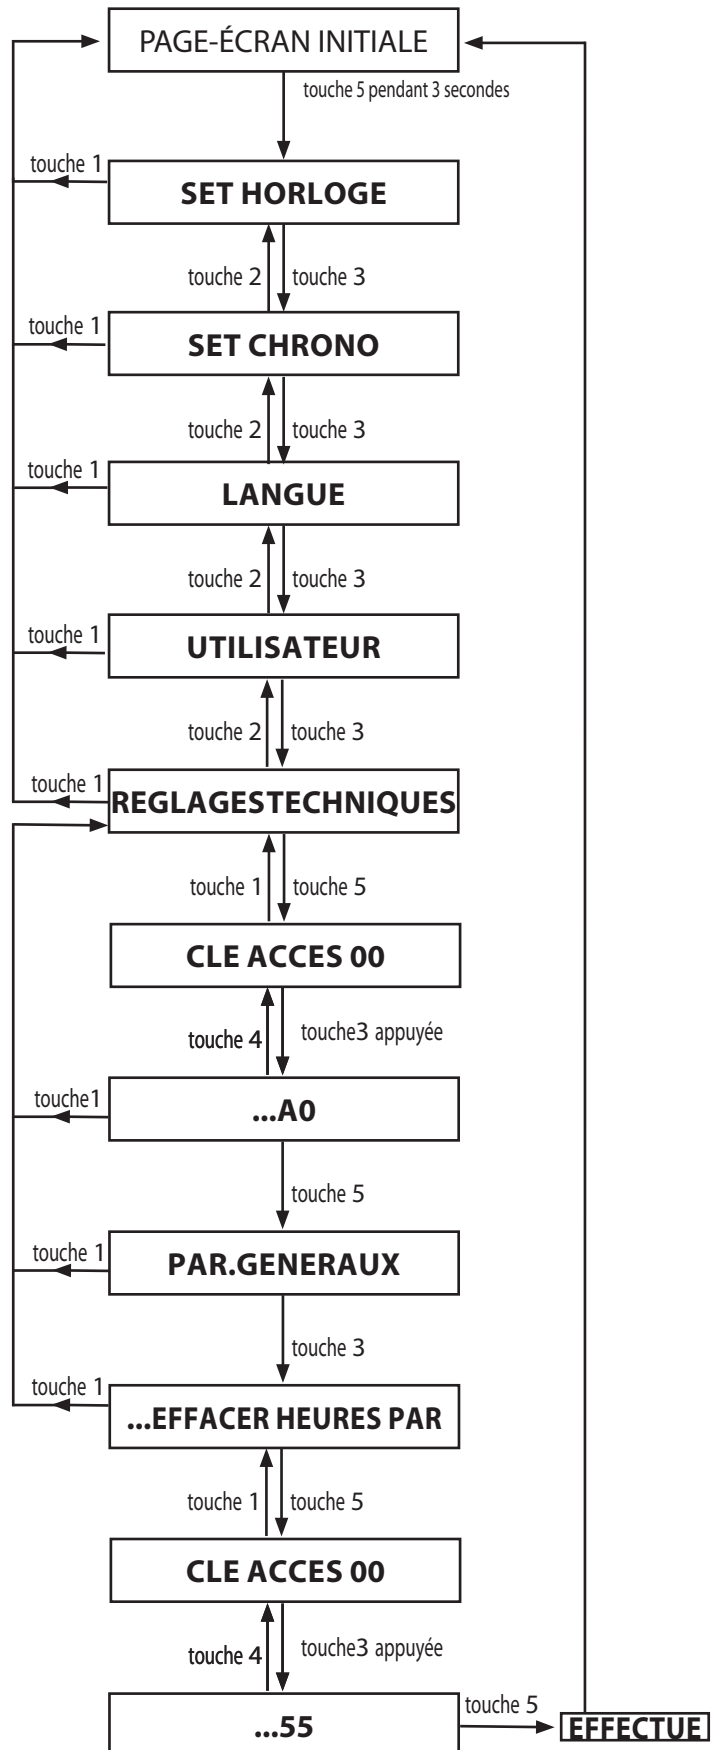 PAGE-ÉCRAN INITIALE
touche 5 pendant 3 secondes
touche 1
SET HORLOGE
touche 2 touche 3
touche 1
SET CHRONO
touche 2 touche 3
touche 1
LANGUE
touche 2 touche 3
touche 1
UTILISATEUR
touche 2 touche 3
touche 1
REGLAGESTECHNIQUES
touche 1 touche 5
CLE ACCES 00
touche 4 touche3 appuyée
touche1
...A0
touche 5
touche 1
PAR.GENERAUX
touche 3
touche 1
...EFFACER HEURES PAR
touche 1 touche 5
CLE ACCES 00
touche 4 touche3 appuyée
...55
touche 5
EFFECTUE